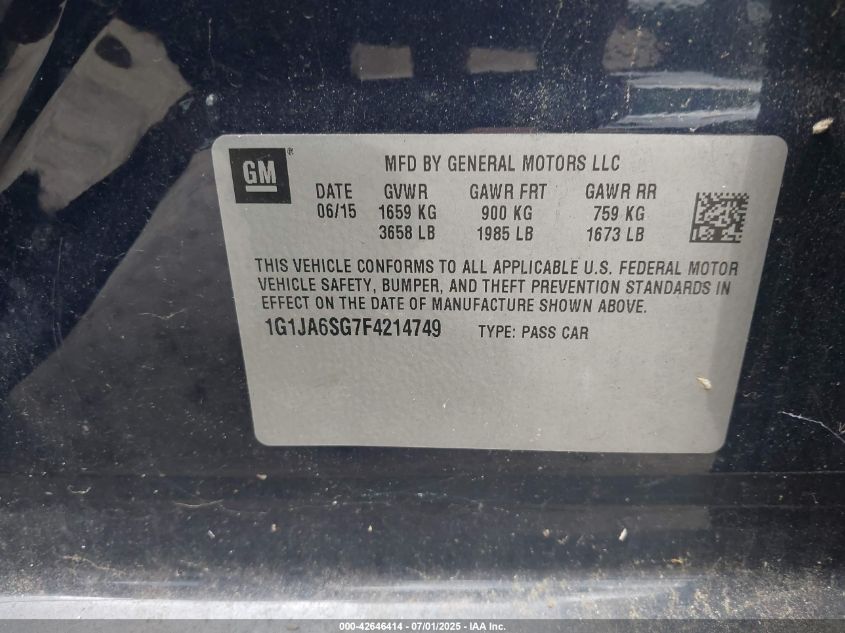 GM ®
MFD BY GENERAL MOTORS LLC
DATE GVWR GAWR FRT GAWR RR
06/15 1659 KG 900 KG 759 KG
3658 LB 1985 LB 1673 LB
THIS VEHICLE CONFORMS TO ALL APPLICABLE U.S. FEDERAL MOTOR
VEHICLE SAFETY, BUMPER, AND THEFT PREVENTION STANDARDS IN
EFFECT ON THE DATE OF MANUFACTURE SHOWN ABOVE.
1G1JA6SG7F4214749 TYPE: PASS CAR
000-42646414 - 07/01/2025 - IAA Inc.